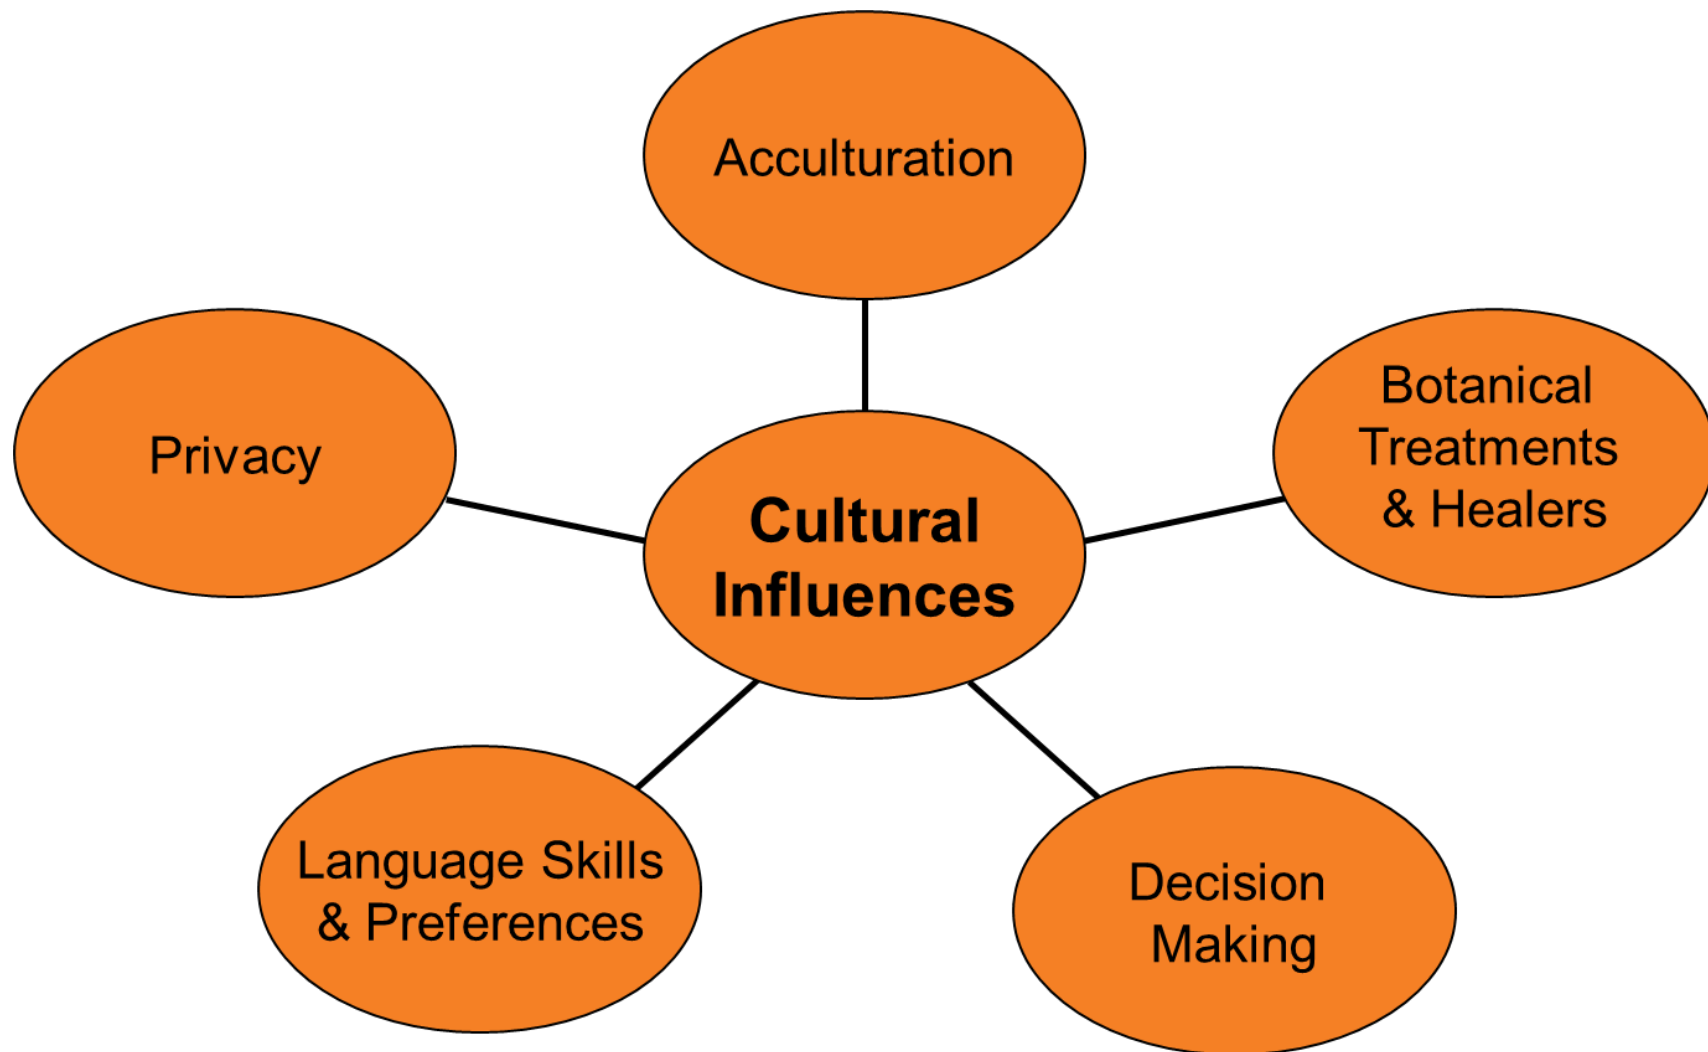 Acculturation
Privacy
Botanical
Treatments
& Healers
Cultural
Influences
Language Skills
& Preferences
Decision
Making